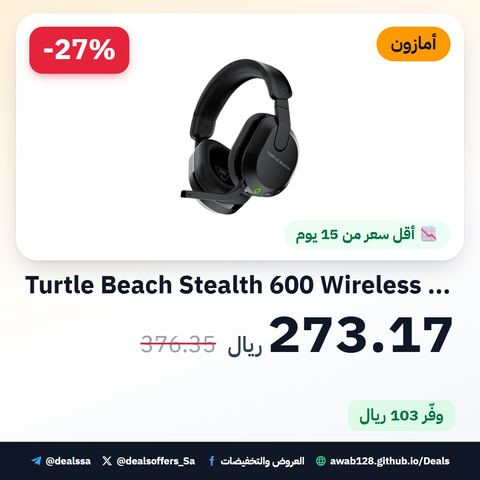 -27%
أمازون
TURTLE BEACH
أقل سعر من 15 يوم
Turtle Beach Stealth 600 Wireless ...
273.17 ريال 376.35
وفّر 103 ريال
@dealssa @dealsoffers_Sa العروض والتخفيضات awab128.github.io/Deals